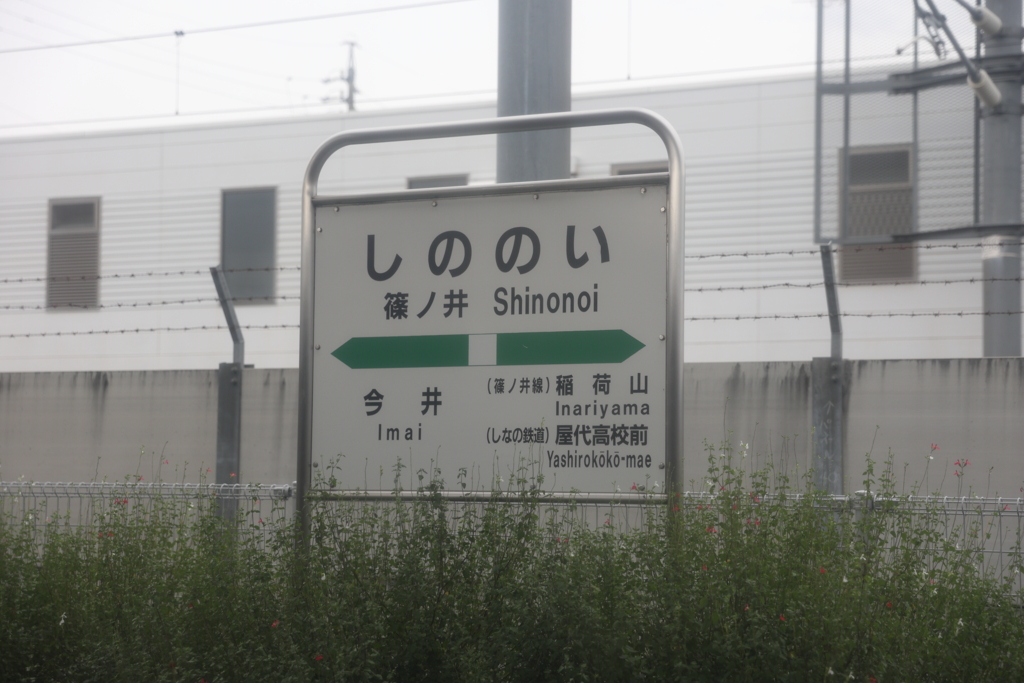 しののい
篠ノ井 Shinonoi
今井
Imai
(篠ノ井線) 稲荷山
Inariyama
(しなの鉄道) 屋代高校前
Yashirokōkō-mae